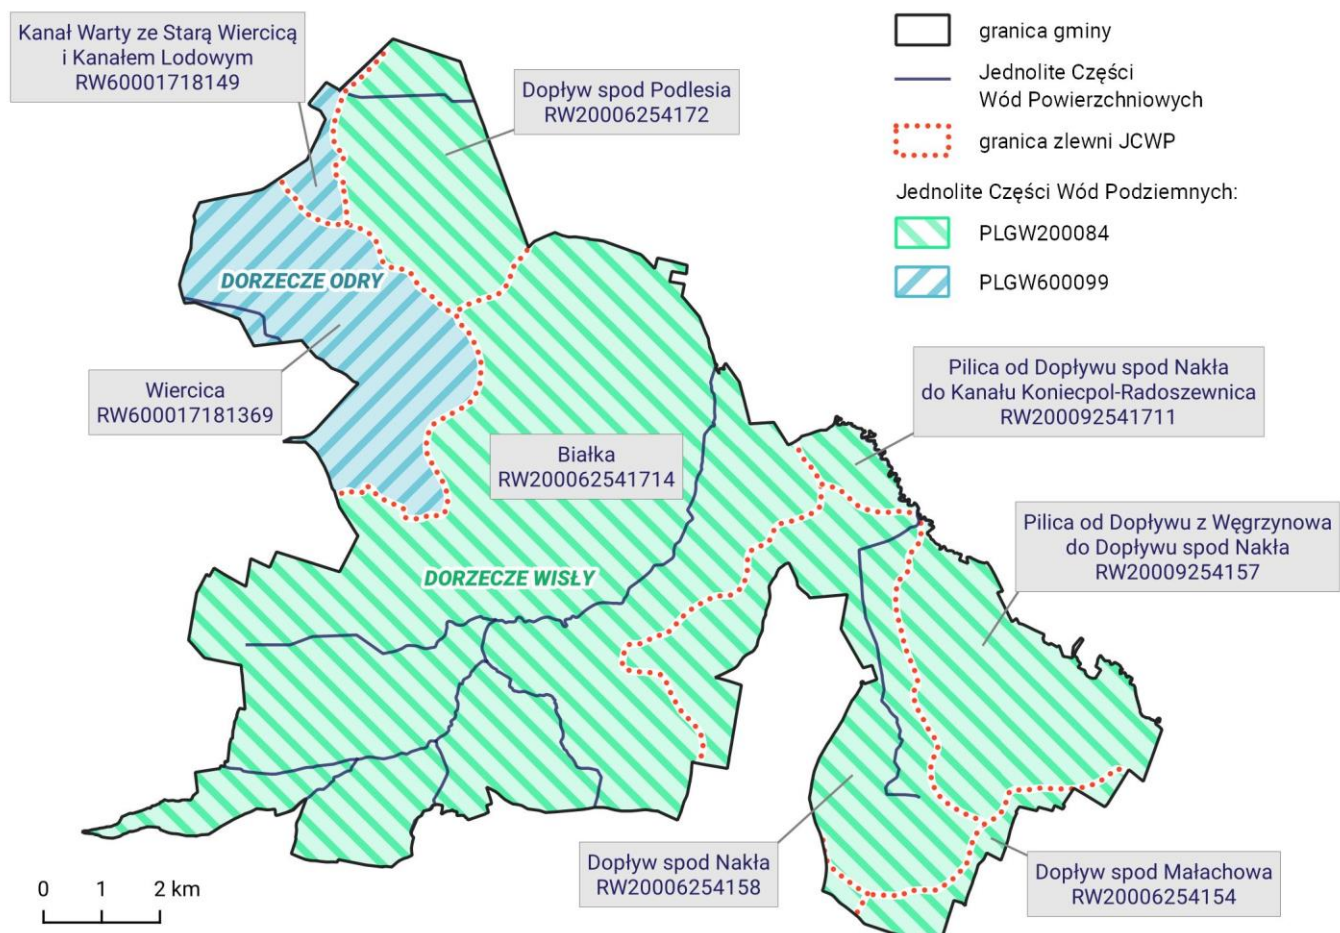 Kanał Warty ze Starą Wiercicą
i Kanałem Lodowym
RW60001718149
Dopływ spod Podlesia
RW20006254172
granica gminy
Jednolite Części
Wód Powierzchniowych
granica zlewni JCWP
Jednolite Części Wód Podziemnych:
PLGW200084
PLGW600099
DORZECZE ODRY
Wiercica
RW600017181369
Białka
RW200062541714
Pilica od Dopływu spod Nakła
do Kanału Koniecpol-Radoszewnica
RW200092541711
Pilica od Dopływu z Węgrzynowa
do Dopływu spod Nakła
RW20009254157
DORZECZE WISŁY
Dopływ spod Nakła
RW20006254158
Dopływ spod Małachowa
RW20006254154
0 1 2 km